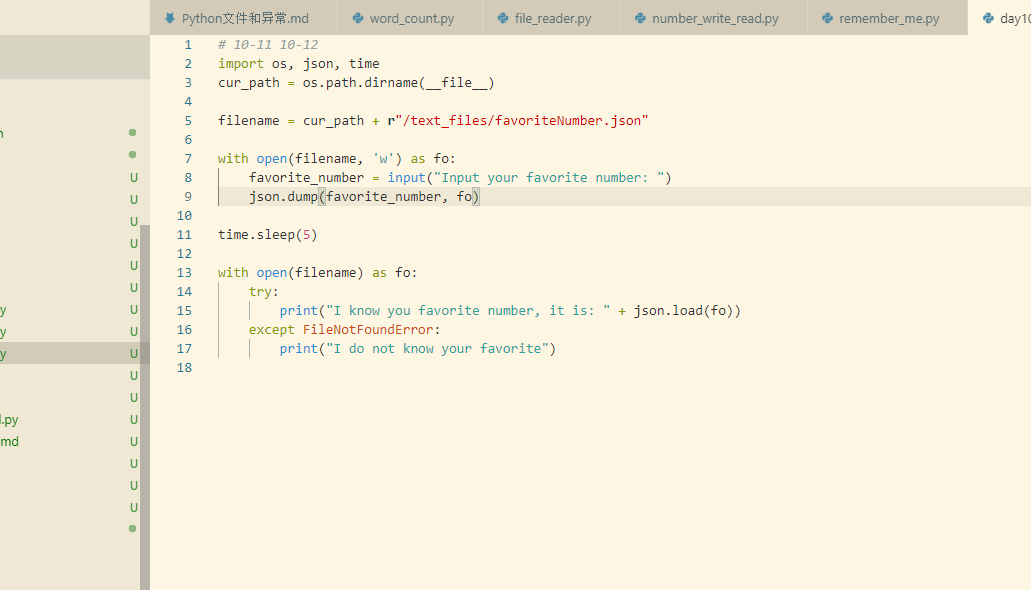 Python文件和异常.md word_count.py file_reader.py number_write_read.py remember_me.py day10
1 # 10-11 10-12
2 import os, json, time
3 cur_path = os.path.dirname(__file__)
4
5 filename = cur_path + r"/text_files/favoriteNumber.json"
6
7 with open(filename, 'w') as fo:
8     favorite_number = input("Input your favorite number: ")
9     json.dump(favorite_number, fo)
10
11 time.sleep(5)
12
13 with open(filename) as fo:
14     try:
15         print("I know you favorite number, it is: " + json.load(fo))
16     except FileNotFoundError:
17         print("I do not know your favorite")
18
U
U
U
U
U
U
y U
y U
y U
U
U
.py U
md U
U
U
U